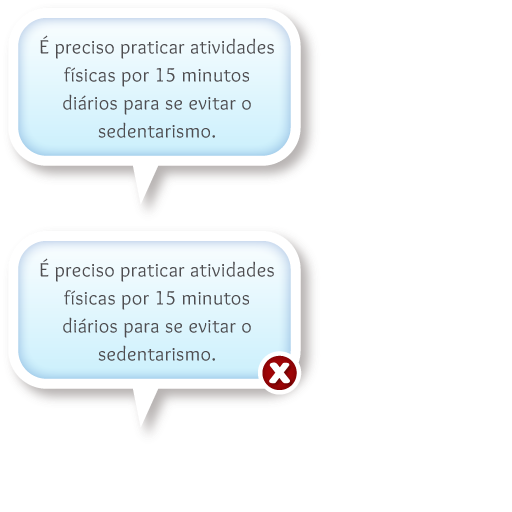 É preciso praticar atividades
físicas por 15 minutos
diários para se evitar o
sedentarismo.
É preciso praticar atividades
físicas por 15 minutos
diários para se evitar o
sedentarismo.